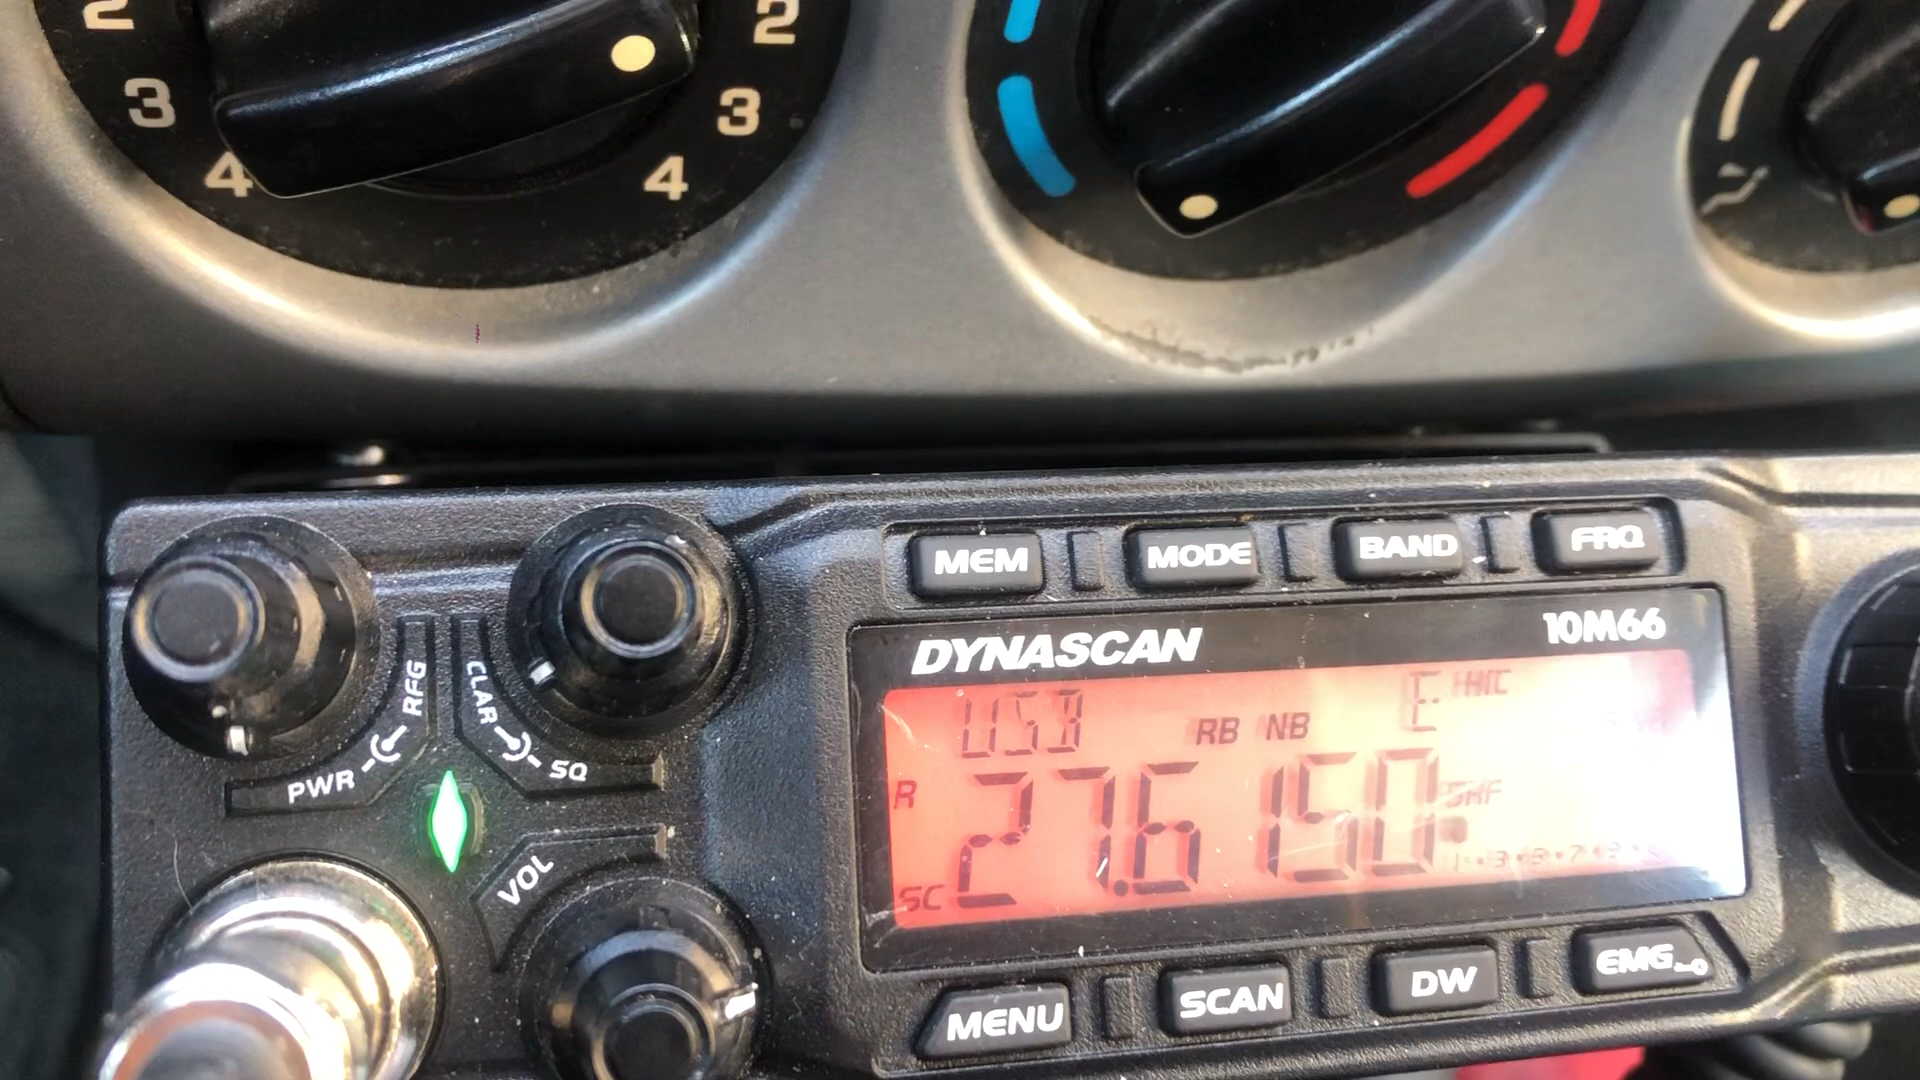 2 2
3 3
4 4
MEM MODE BAND FRQ
DYNASCAN 10M66
RFG CLAR
PWR SQ
USB RB NB E
R 27.6150
SC
VOL
MENU SCAN DW EMG